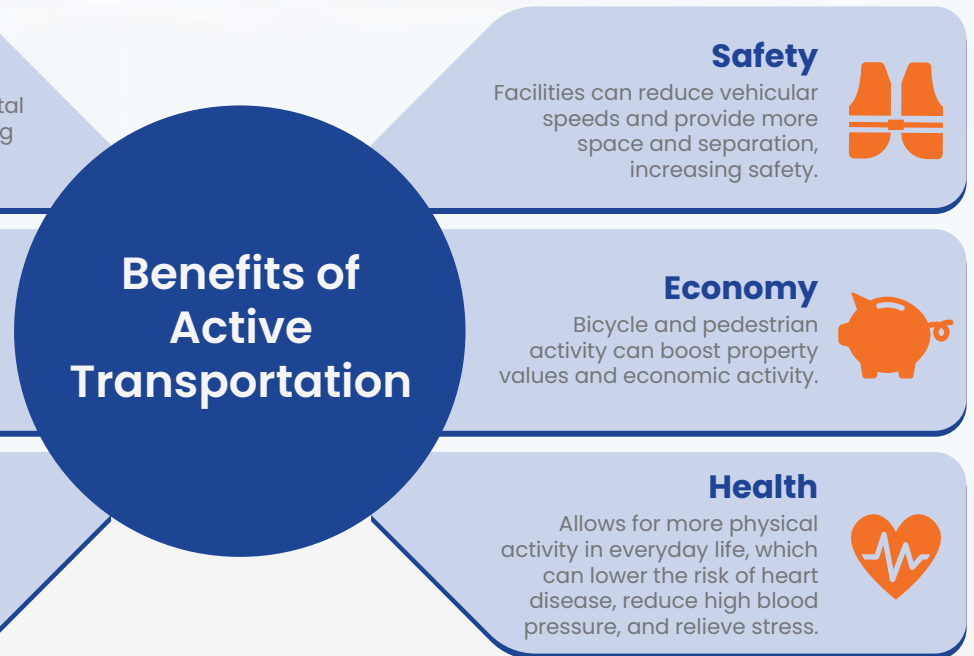 Benefits of
Active
Transportation
Safety
Facilities can reduce vehicular
speeds and provide more
space and separation,
increasing safety.
Economy
Bicycle and pedestrian
activity can boost property
values and economic activity.
Health
Allows for more physical
activity in everyday life, which
can lower the risk of heart
disease, reduce high blood
pressure, and relieve stress.